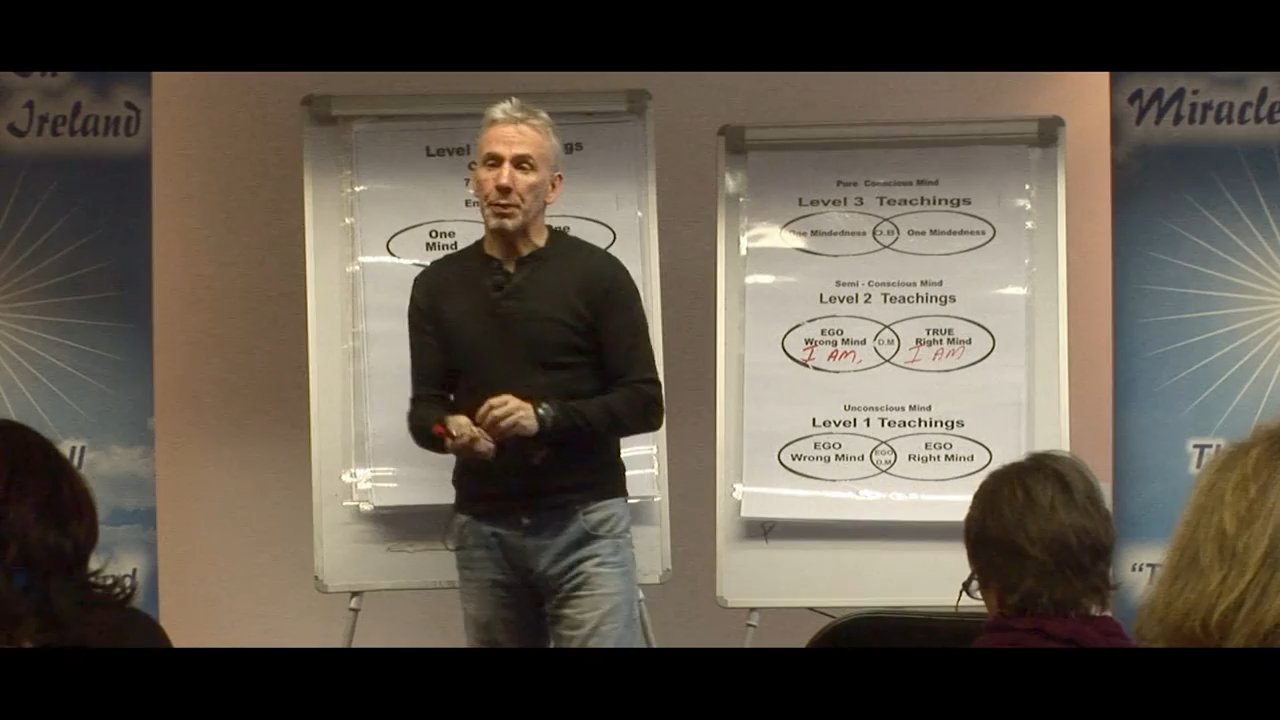 Ireland
Level
gs
One
Mind
Pure Conscious Mind
Level 3 Teachings
One Mindedness
One Mindedness
Semi - Conscious Mind
Level 2 Teachings
EGO
Wrong Mind
I AM,
D.M
TRUE
Right Mind
I AM
Unconscious Mind
Level 1 Teachings
EGO
Wrong Mind
EGO
D.M
EGO
Right Mind
P
Miracle